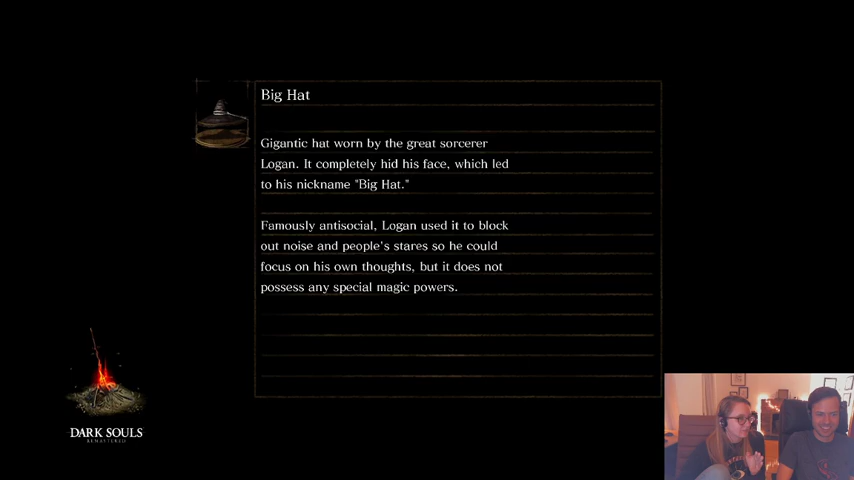 Big Hat
Gigantic hat worn by the great sorcerer
Logan. It completely hid his face, which led
to his nickname "Big Hat."
Famously antisocial, Logan used it to block
out noise and people's stares so he could
focus on his own thoughts, but it does not
possess any special magic powers.
DARK SOULS
REMASTERED